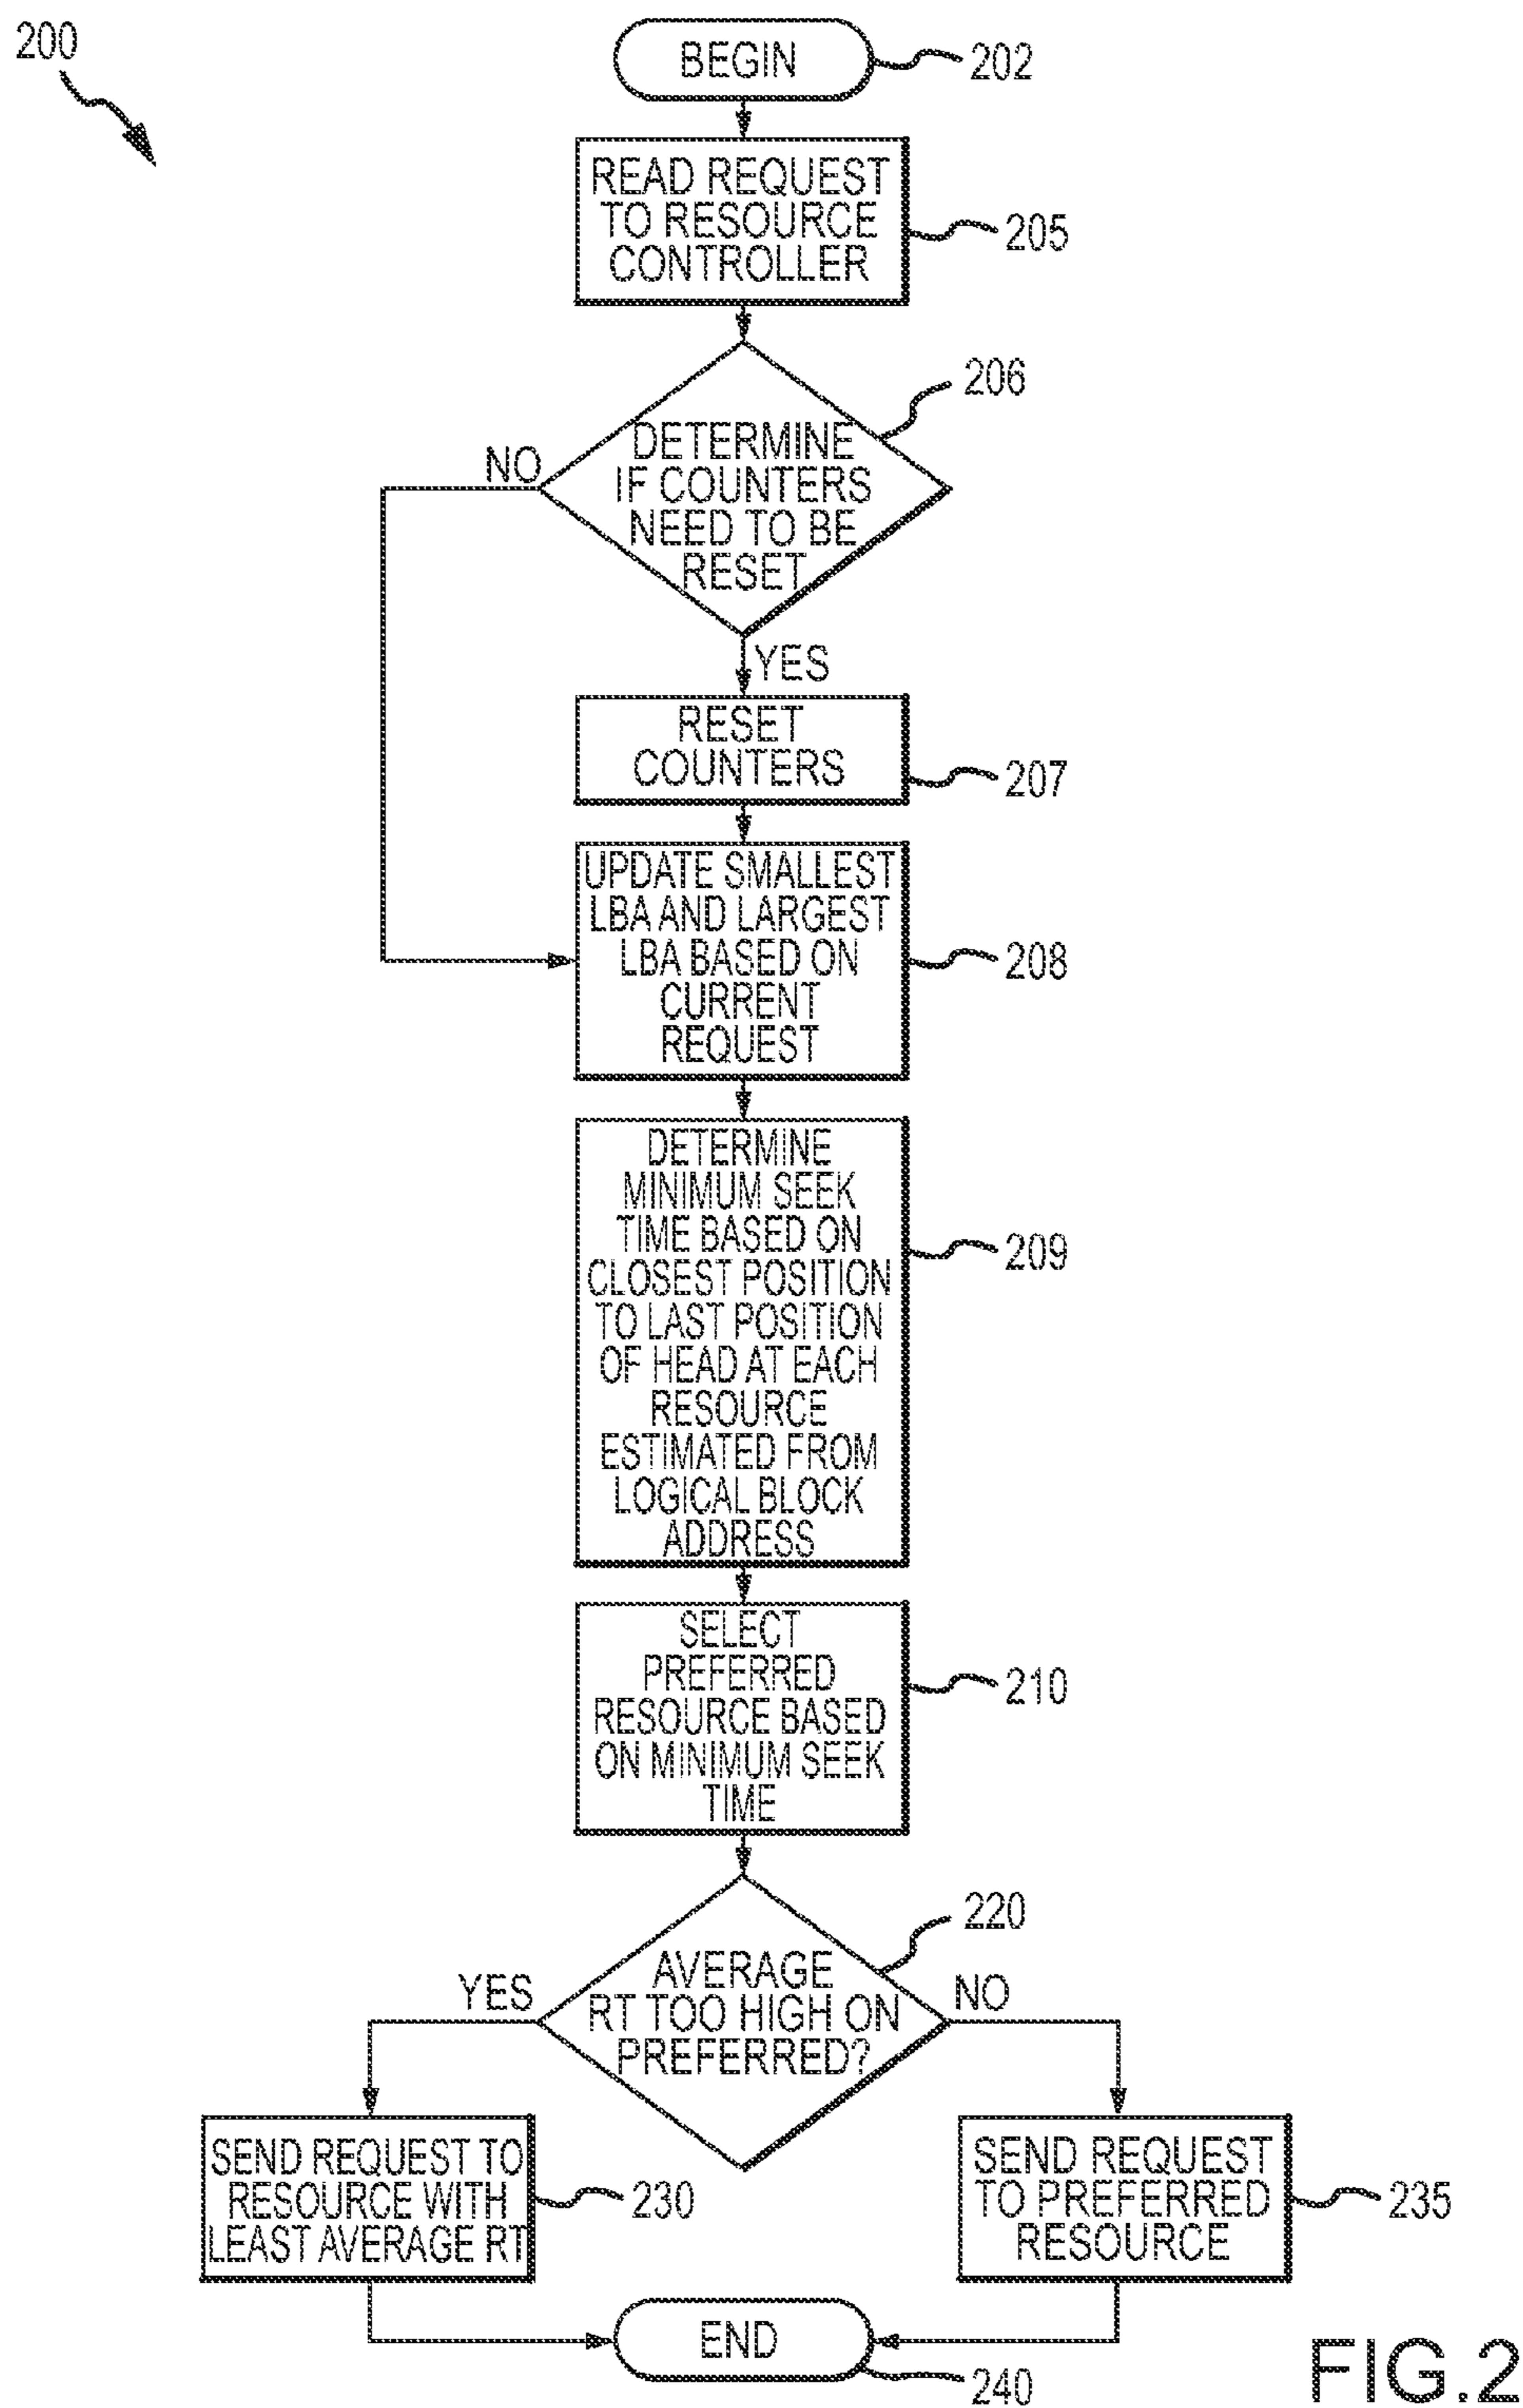 200
BEGIN
202
READ REQUEST
TO RESOURCE
CONTROLLER
205
206
DETERMINE
IF COUNTERS
NEED TO BE
RESET
NO
YES
RESET
COUNTERS
207
UPDATE SMALLEST
LBA AND LARGEST
LBA BASED ON
CURRENT
REQUEST
208
DETERMINE
MINIMUM SEEK
TIME BASED ON
CLOSEST POSITION
TO LAST POSITION
OF HEAD AT EACH
RESOURCE
ESTIMATED FROM
LOGICAL BLOCK
ADDRESS
209
SELECT
PREFERRED
RESOURCE BASED
ON MINIMUM SEEK
TIME
210
220
AVERAGE
RT TOO HIGH ON
PREFERRED?
YES
NO
SEND REQUEST TO
RESOURCE WITH
LEAST AVERAGE RT
230
SEND REQUEST
TO PREFERRED
RESOURCE
235
END
240
FIG.2